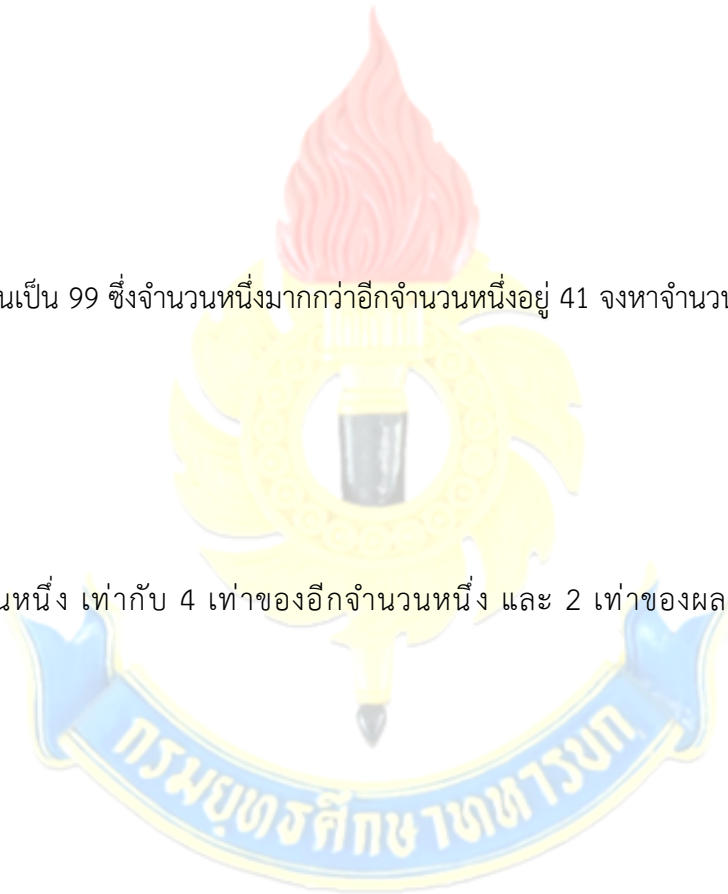 นเป็น 99 ซึ่งจำนวนหนึ่งมากกว่าอีกจำนวนหนึ่งอยู่ 41 จงหาจำนว
นหนึ่ง เท่ากับ 4 เท่าของอีกจำนวนหนึ่ง และ 2 เท่าของผล
กรมยุทธศึกษาทหารบก